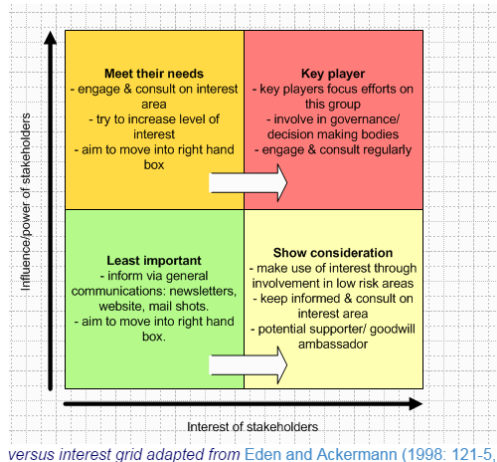 Meet their needs
- engage & consult on interest
area
- try to increase level of
interest
- aim to move into right hand
box
Key player
- key players focus efforts on
this group
- involve in governance/
decision making bodies
- engage & consult regularly
Least important
- inform via general
communications: newsletters,
website, mail shots.
- aim to move into right hand
box.
Show consideration
- make use of interest through
involvement in low risk areas
- keep informed & consult on
interest area
- potential supporter/ goodwill
ambassador
Influence/power of stakeholders
Interest of stakeholders
versus interest grid adapted from Eden and Ackermann (1998: 121-5,